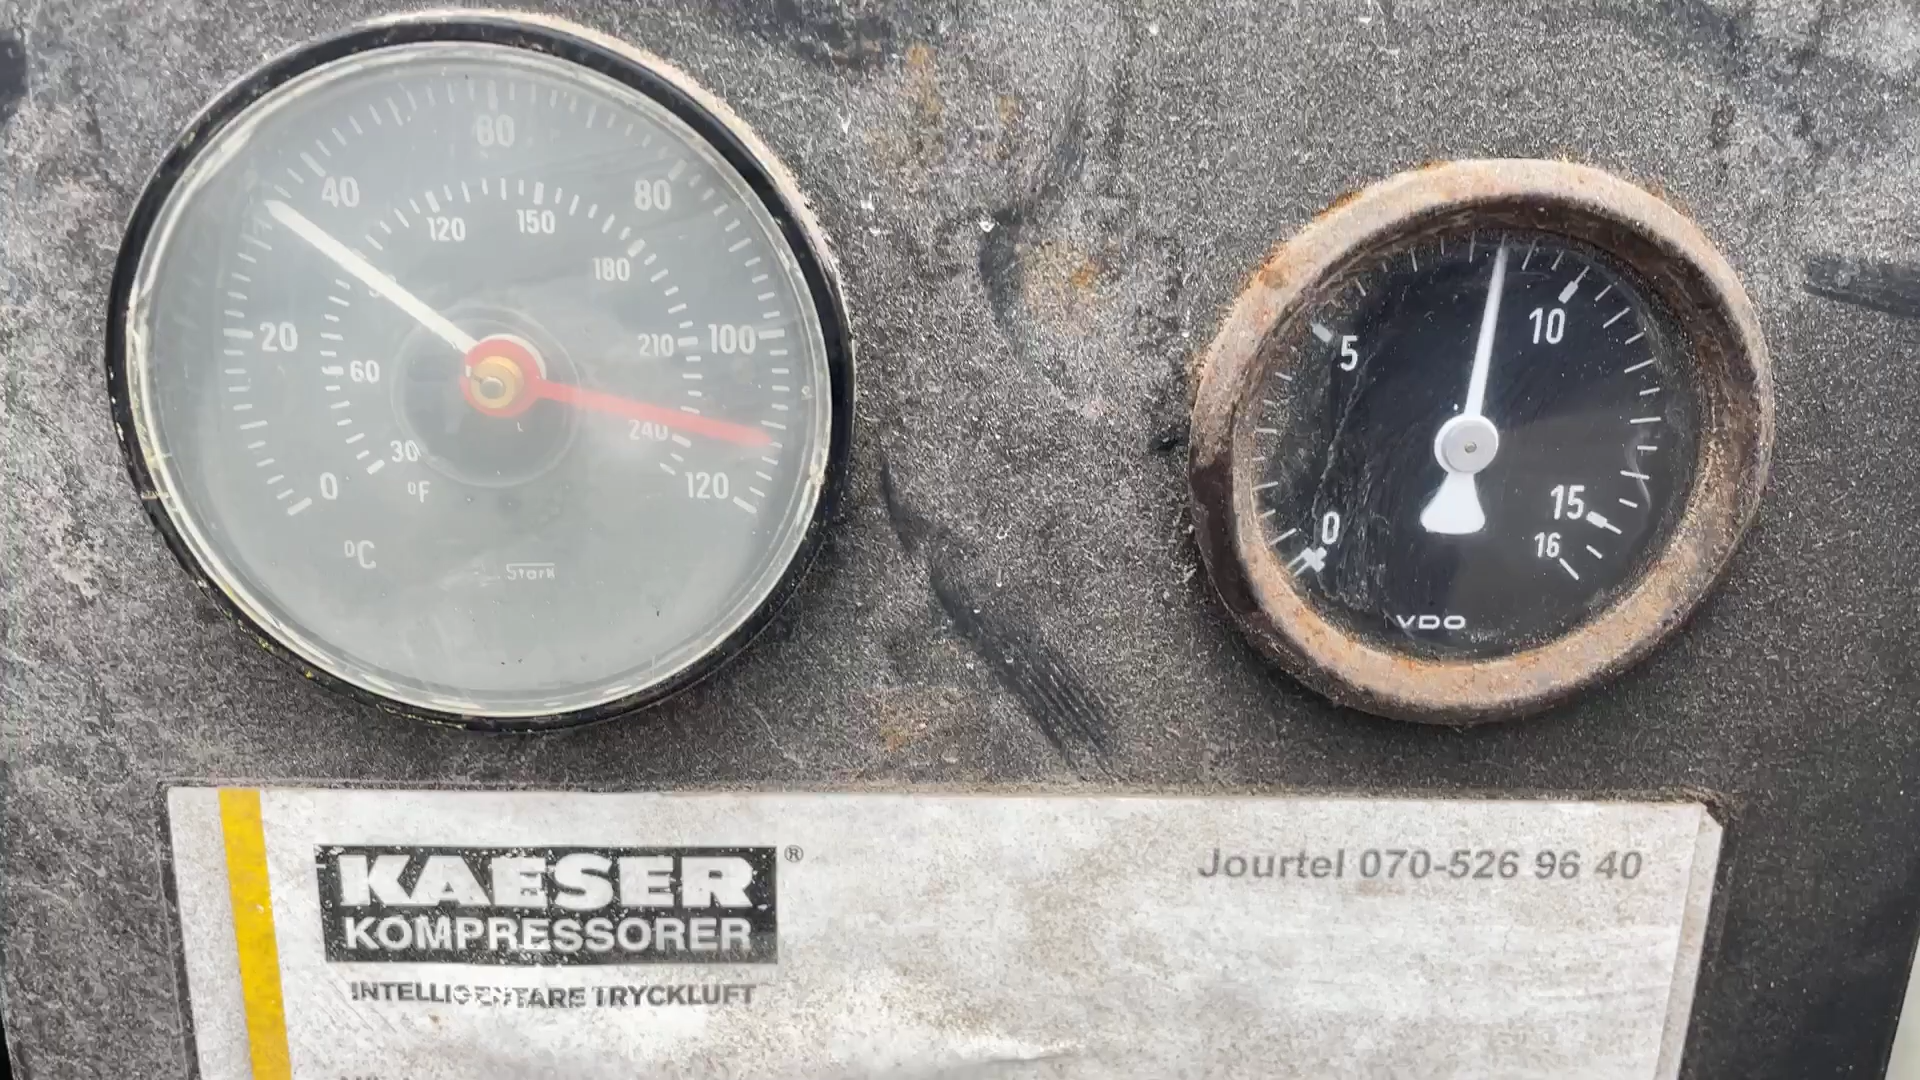 60
40
80
120
150
180
20
100
210
60
240
30
0
120
°F
°C
Stork
5
10
0
15
16
VDO
KAESER®
KOMPRESSORER
INTELLIGENTARE TRYCKLUFT
Jourtel 070-526 96 40